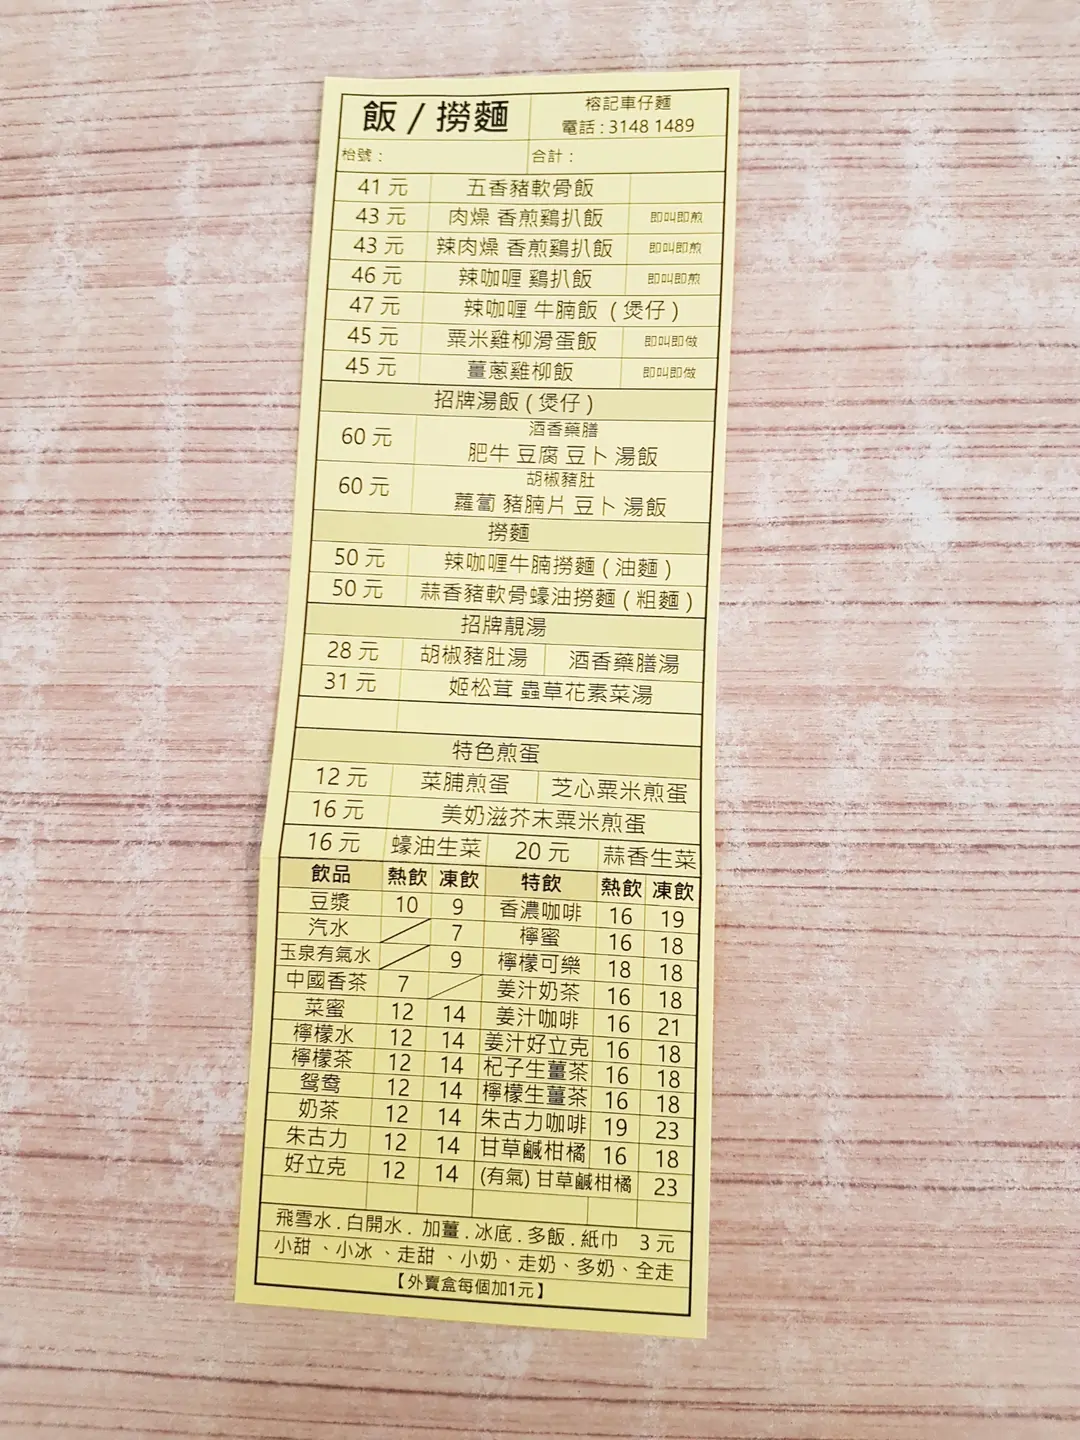 飯 / 撈麵
榕記車仔麵
電話 : 3148 1489
枱號 : 合計 :
41 元 五香豬軟骨飯
43 元 肉燥 香煎鷄扒飯 即叫即煎
43 元 辣肉燥 香煎鷄扒飯 即叫即煎
46 元 辣咖喱 鷄扒飯 即叫即煎
47 元 辣咖喱 牛腩飯 ( 煲仔 )
45 元 粟米雞柳滑蛋飯 即叫即做
45 元 薑蔥雞柳飯 即叫即做
招牌湯飯 ( 煲仔 )
酒香藥膳
60 元 肥牛 豆腐 豆卜 湯飯
胡椒豬肚
60 元 蘿蔔 豬腩片 豆卜 湯飯
撈麵
50 元 辣咖喱牛腩撈麵 ( 油麵 )
50 元 蒜香豬軟骨蠔油撈麵 ( 粗麵 )
招牌靚湯
28 元 胡椒豬肚湯 酒香藥膳湯
31 元 姬松茸 蟲草花素菜湯
特色煎蛋
12 元 菜脯煎蛋 芝心粟米煎蛋
16 元 美奶滋芥末粟米煎蛋
16 元 蠔油生菜 20 元 蒜香生菜
飲品 熱飲 凍飲 特飲 熱飲 凍飲
豆漿 10 9 香濃咖啡 16 19
汽水 7 檸蜜 16 18
玉泉有氣水 9 檸檬可樂 18 18
中國香茶 7 姜汁奶茶 16 18
菜蜜 12 14 姜汁咖啡 16 21
檸檬水 12 14 姜汁好立克 16 18
檸檬茶 12 14 杞子生薑茶 16 18
鴛鴦 12 14 檸檬生薑茶 16 18
奶茶 12 14 朱古力咖啡 19 23
朱古力 12 14 甘草鹹柑橘 16 18
好立克 12 14 (有氣) 甘草鹹柑橘 23
飛雪水 . 白開水 . 加薑 . 冰底 . 多飯 . 紙巾 3 元
小甜 、小冰 、走甜 、小奶、走奶、多奶、全走
【外賣盒每個加1元】